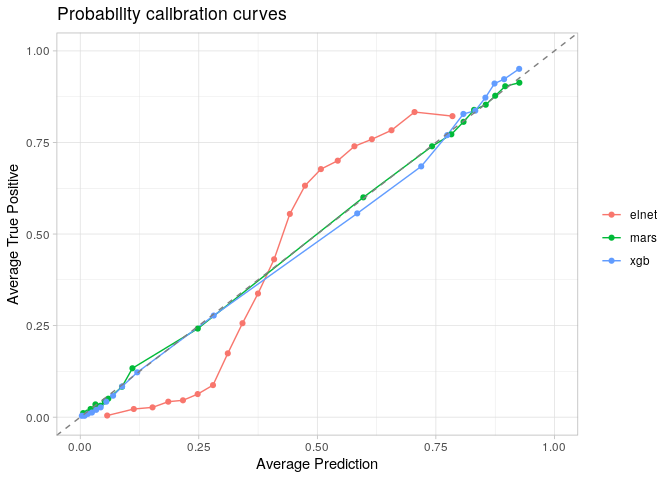 Probability calibration curves
Average True Positive
1.00
0.75
0.50
0.25
0.00
0.00 0.25 0.50 0.75 1.00
Average Prediction
elnet
mars
xgb